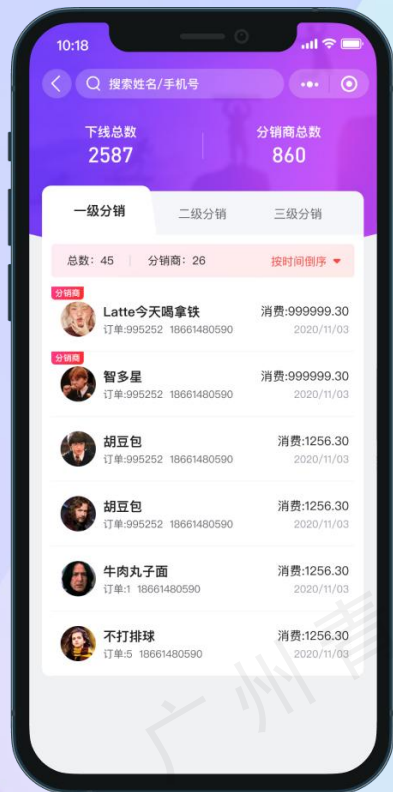 10:18
搜索姓名/手机号
下线总数
分销商总数
2587
860
一级分销
二级分销
三级分销
总数: 45
分销商: 26
按时间倒序
分销商
Latte今天喝拿铁
消费:999999.30
订单:995252 18661480590
2020/11/03
分销商
智多星
消费:999999.30
订单:995252 18661480590
2020/11/03
胡豆包
消费:1256.30
订单:995252 18661480590
2020/11/03
胡豆包
消费:1256.30
订单:995252 18661480590
2020/11/03
牛肉丸子面
消费:1256.30
订单:1 18661480590
2020/11/03
不打排球
消费:1256.30
订单:5 18661480590
2020/11/03
广州青